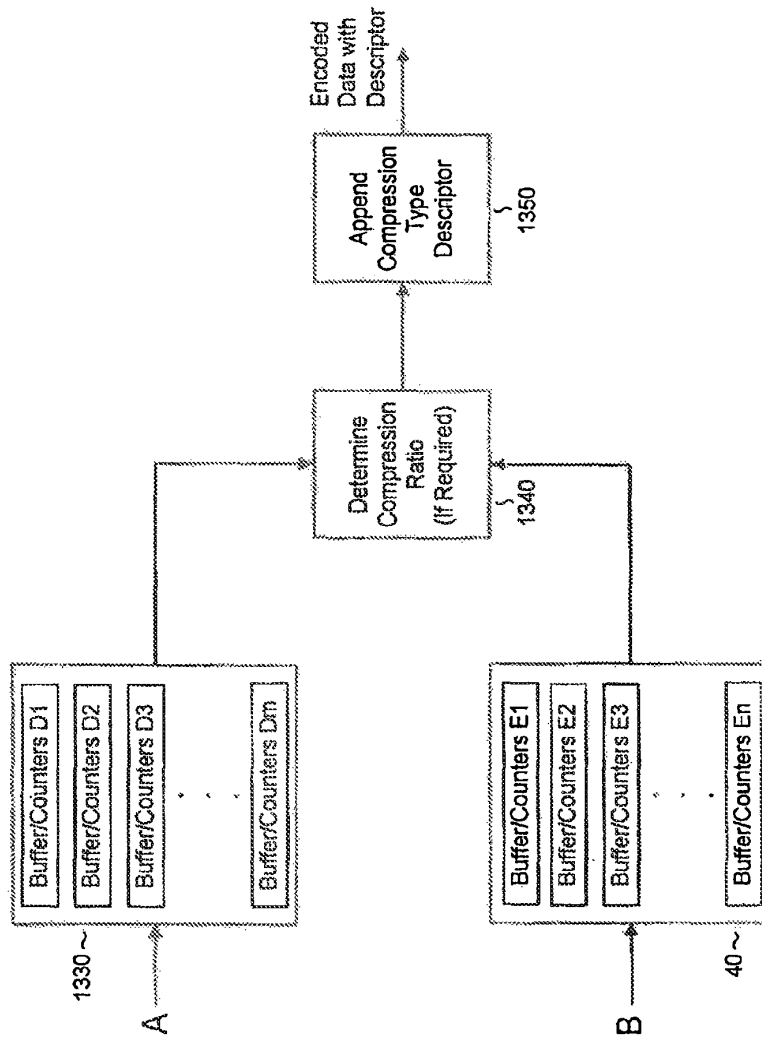 A
1330
Buffer/Counters D1
Buffer/Counters D2
Buffer/Counters D3
Buffer/Counters Dm
B
40
Buffer/Counters E1
Buffer/Counters E2
Buffer/Counters E3
Buffer/Counters En
Determine
Compression
Ratio
(If Required)
1340
Append
Compression
Type
Descriptor
1350
Encoded
Data with
Descriptor